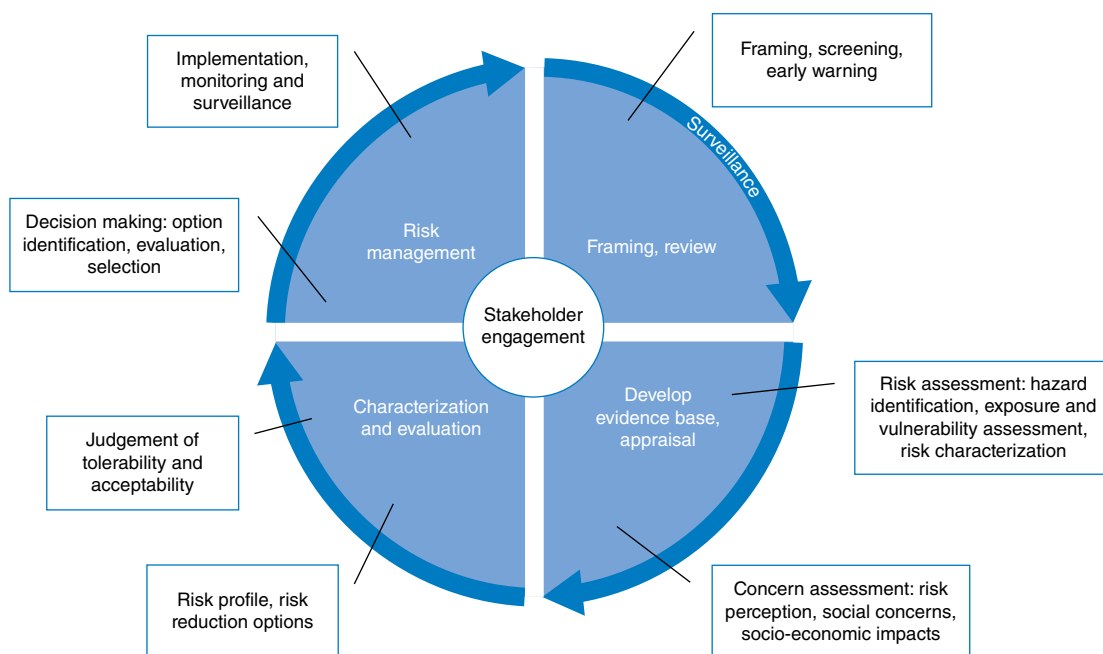 Implementation,
monitoring and
surveillance
Framing, screening,
early warning
Surveillance
Decision making: option
identification, evaluation,
selection
Risk
management
Framing, review
Stakeholder
engagement
Characterization
and evaluation
Develop
evidence base,
appraisal
Risk assessment: hazard
identification, exposure and
vulnerability assessment,
risk characterization
Judgement of
tolerability and
acceptability
Risk profile, risk
reduction options
Concern assessment: risk
perception, social concerns,
socio-economic impacts